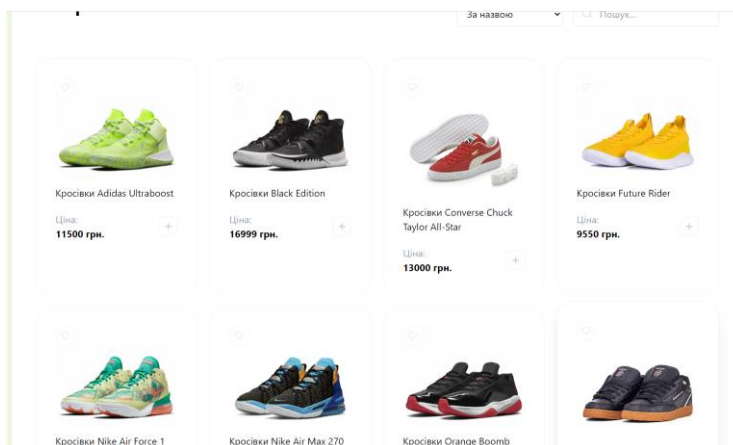 За назвою
Пошук...
Кросівки Adidas Ultraboost
Ціна:
11500 грн.
Кросівки Black Edition
Ціна:
16999 грн.
Кросівки Converse Chuck
Taylor All-Star
Ціна:
13000 грн.
Кросівки Future Rider
Ціна:
9550 грн.
Кросівки Nike Air Force 1
Кросівки Nike Air Max 270
Кросівки Orange Boomb